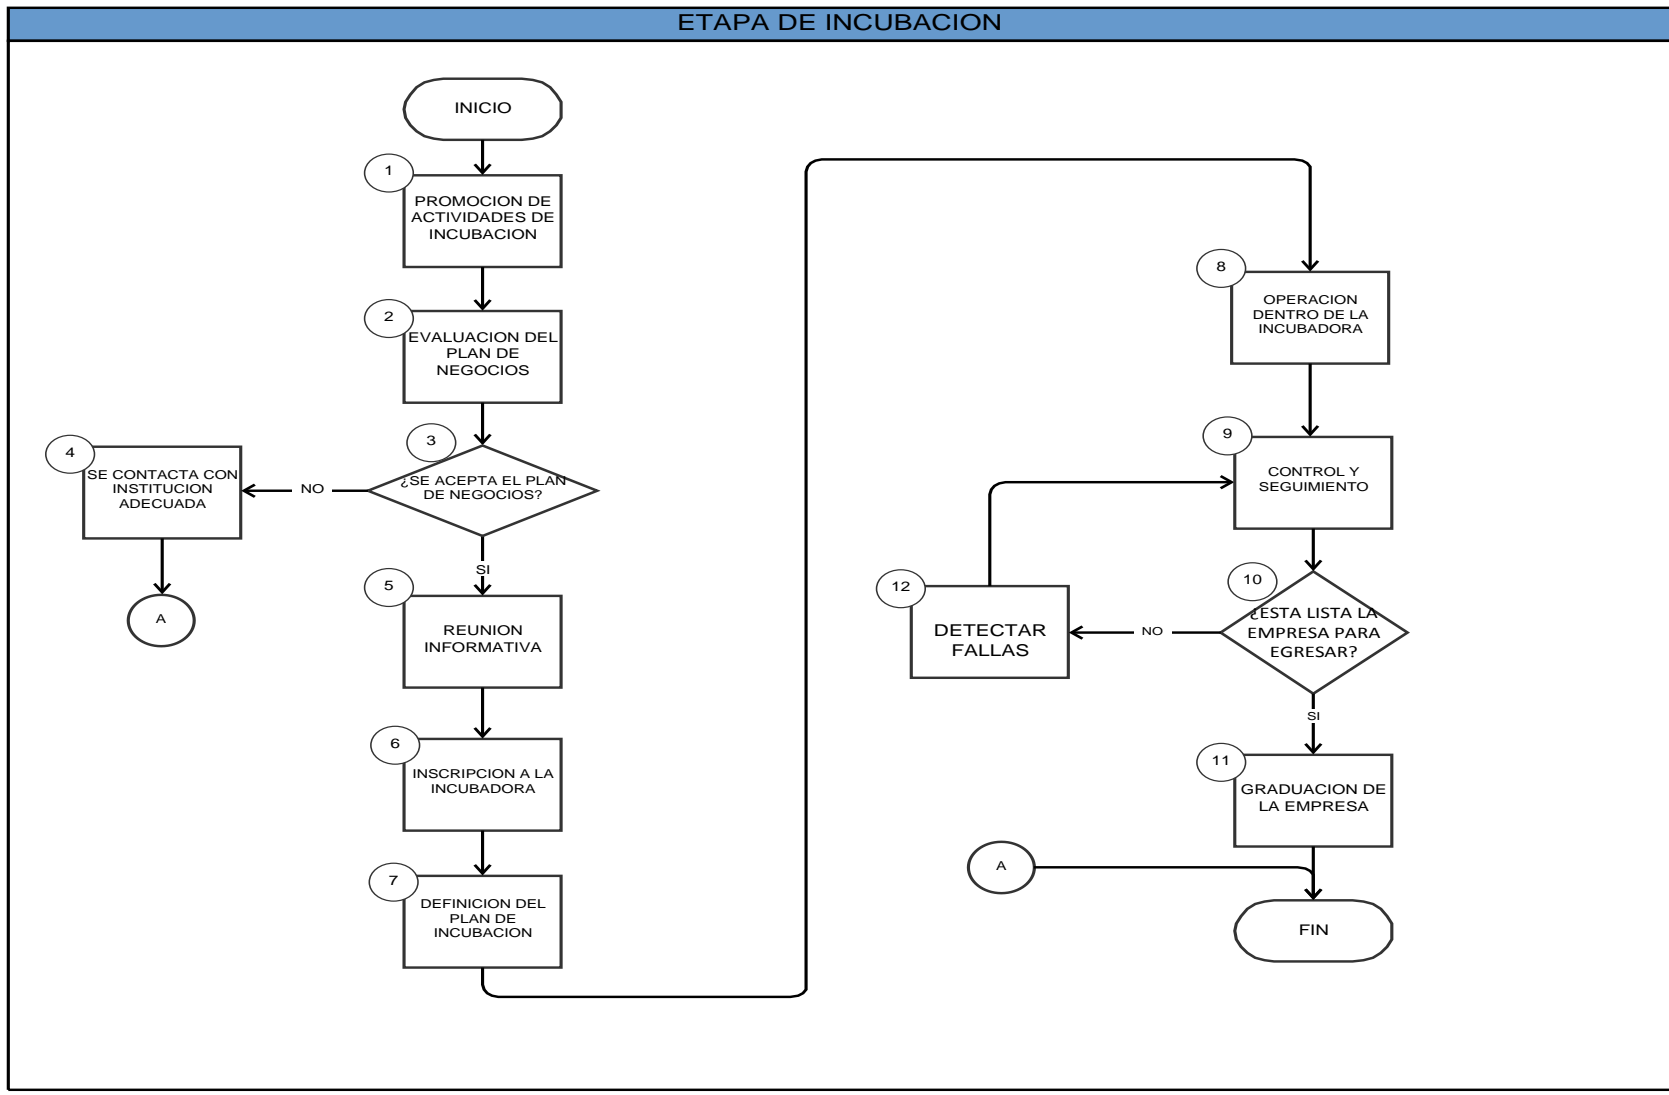 ETAPA DE INCUBACION
INICIO
1
PROMOCION DE
ACTIVIDADES DE
INCUBACION
2
EVALUACION DEL
PLAN DE
NEGOCIOS
3
¿SE ACEPTA EL PLAN
DE NEGOCIOS?
NO
4
SE CONTACTA CON
INSTITUCION
ADECUADA
A
SI
5
REUNION
INFORMATIVA
6
INSCRIPCION A LA
INCUBADORA
7
DEFINICION DEL
PLAN DE
INCUBACION
8
OPERACION
DENTRO DE LA
INCUBADORA
9
CONTROL Y
SEGUIMIENTO
10
¿ESTA LISTA LA
EMPRESA PARA
EGRESAR?
NO
12
DETECTAR
FALLAS
SI
11
GRADUACION DE
LA EMPRESA
A
FIN